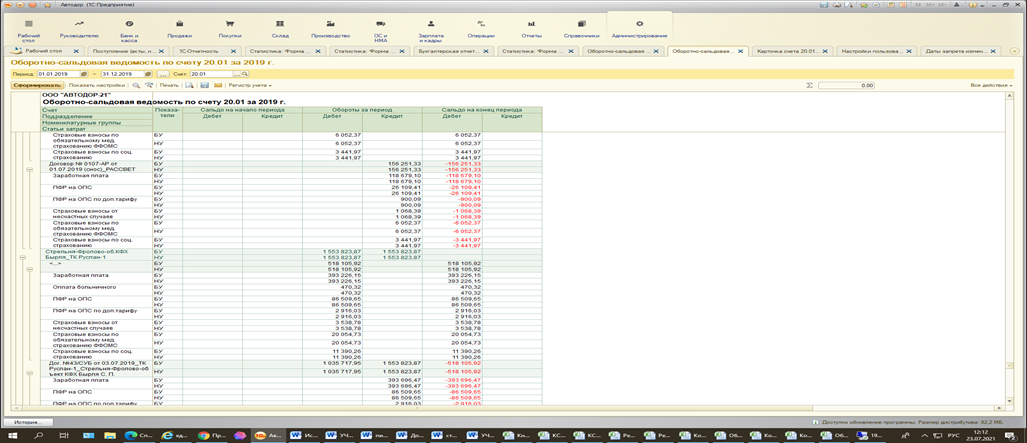 Автодор (1С:Предприятие)
M M+ M-
Рабочий стол Руководителю Банк и касса Продажи Покупки Склад Производство ОС и НМА Зарплата и кадры Операции Отчеты Справочники Администрирование
Рабочий стол Поступление (акты, н... 1С-Отчетность Статистика: Форма ... Статистика: Форма ... Бухгалтерская отчет... Статистика: Форма ... Оборотно-сальдовая ... Оборотно-сальдовая... Карточка счета 20.01... Настройки пользова... Даты запрета измен...
Оборотно-сальдовая ведомость по счету 20.01 за 2019 г.
Период: 01.01.2019 – 31.12.2019 ... Счет: 20.01
Сформировать Показать настройки Печать Регистр учета Σ 0,00 Все действия
ООО "АВТОДОР-21"
Оборотно-сальдовая ведомость по счету 20.01 за 2019 г.
Счет Показа-тели Сальдо на начало периода Обороты за период Сальдо на конец периода
Подразделение Дебет Кредит Дебет Кредит Дебет Кредит
Номенклатурные группы
Статьи затрат
Страховые взносы по БУ 6 052,37 6 052,37
обязательному мед.
страхованию ФФОМС НУ 6 052,37 6 052,37
Страховые взносы по соц. БУ 3 441,97 3 441,97
страхованию НУ 3 441,97 3 441,97
Договор № 0107-АР от БУ 156 251,33 -156 251,33
01.07.2019 (снос)_РАССВЕТ НУ 156 251,33 -156 251,33
Заработная плата БУ 118 679,10 -118 679,10
НУ 118 679,10 -118 679,10
ПФР на ОПС БУ 26 109,41 -26 109,41
НУ 26 109,41 -26 109,41
ПФР на ОПС по доп.тарифу БУ 900,09 -900,09
НУ 900,09 -900,09
Страховые взносы от БУ 1 068,39 -1 068,39
несчастных случаев НУ 1 068,39 -1 068,39
Страховые взносы по БУ 6 052,37 -6 052,37
обязательному мед.
страхованию ФФОМС НУ 6 052,37 -6 052,37
Страховые взносы по соц. БУ 3 441,97 -3 441,97
страхованию НУ 3 441,97 -3 441,97
Стрельня-Фролово-об.КФХ БУ 1 553 823,87 1 553 823,87
Бырля_ТК Руслан-1 НУ 1 553 823,87 1 553 823,87
<...> БУ 518 105,92 518 105,92
НУ 518 105,92 518 105,92
Заработная плата БУ 393 226,15 393 226,15
НУ 393 226,15 393 226,15
Оплата больничного БУ 470,32 470,32
НУ 470,32 470,32
ПФР на ОПС БУ 86 509,65 86 509,65
НУ 86 509,65 86 509,65
ПФР на ОПС по доп.тарифу БУ 2 916,03 2 916,03
НУ 2 916,03 2 916,03
Страховые взносы от БУ 3 538,78 3 538,78
несчастных случаев НУ 3 538,78 3 538,78
Страховые взносы по БУ 20 054,73 20 054,73
обязательному мед.
страхованию ФФОМС НУ 20 054,73 20 054,73
Страховые взносы по соц. БУ 11 390,26 11 390,26
страхованию НУ 11 390,26 11 390,26
Дог. №43/СУБ от 03.07.2019_ТК БУ 1 035 717,95 1 553 823,87 -518 105,92
Руслан-1_Стрельня-Фролово-об
ъект КФХ Бырля С. П. НУ 1 035 717,95 1 553 823,87 -518 105,92
Заработная плата БУ 393 696,47 -393 696,47
НУ 393 696,47 -393 696,47
ПФР на ОПС БУ 86 509,65 -86 509,65
НУ 86 509,65 -86 509,65
ПФР на ОПС по доп.тарифу БУ 2 916,03 -2 916,03
История...
Доступно обновление программы. Размер дистрибутива: 32,2 МБ.
Сп... ед... Пр... Ав... Ис... УЧ... пи... До... хт... УЧ... Ки... КС... КС... Ре... Ре... Ко... Об... Ко... Ко... Об... 19... РУС 12:12
23.07.2021